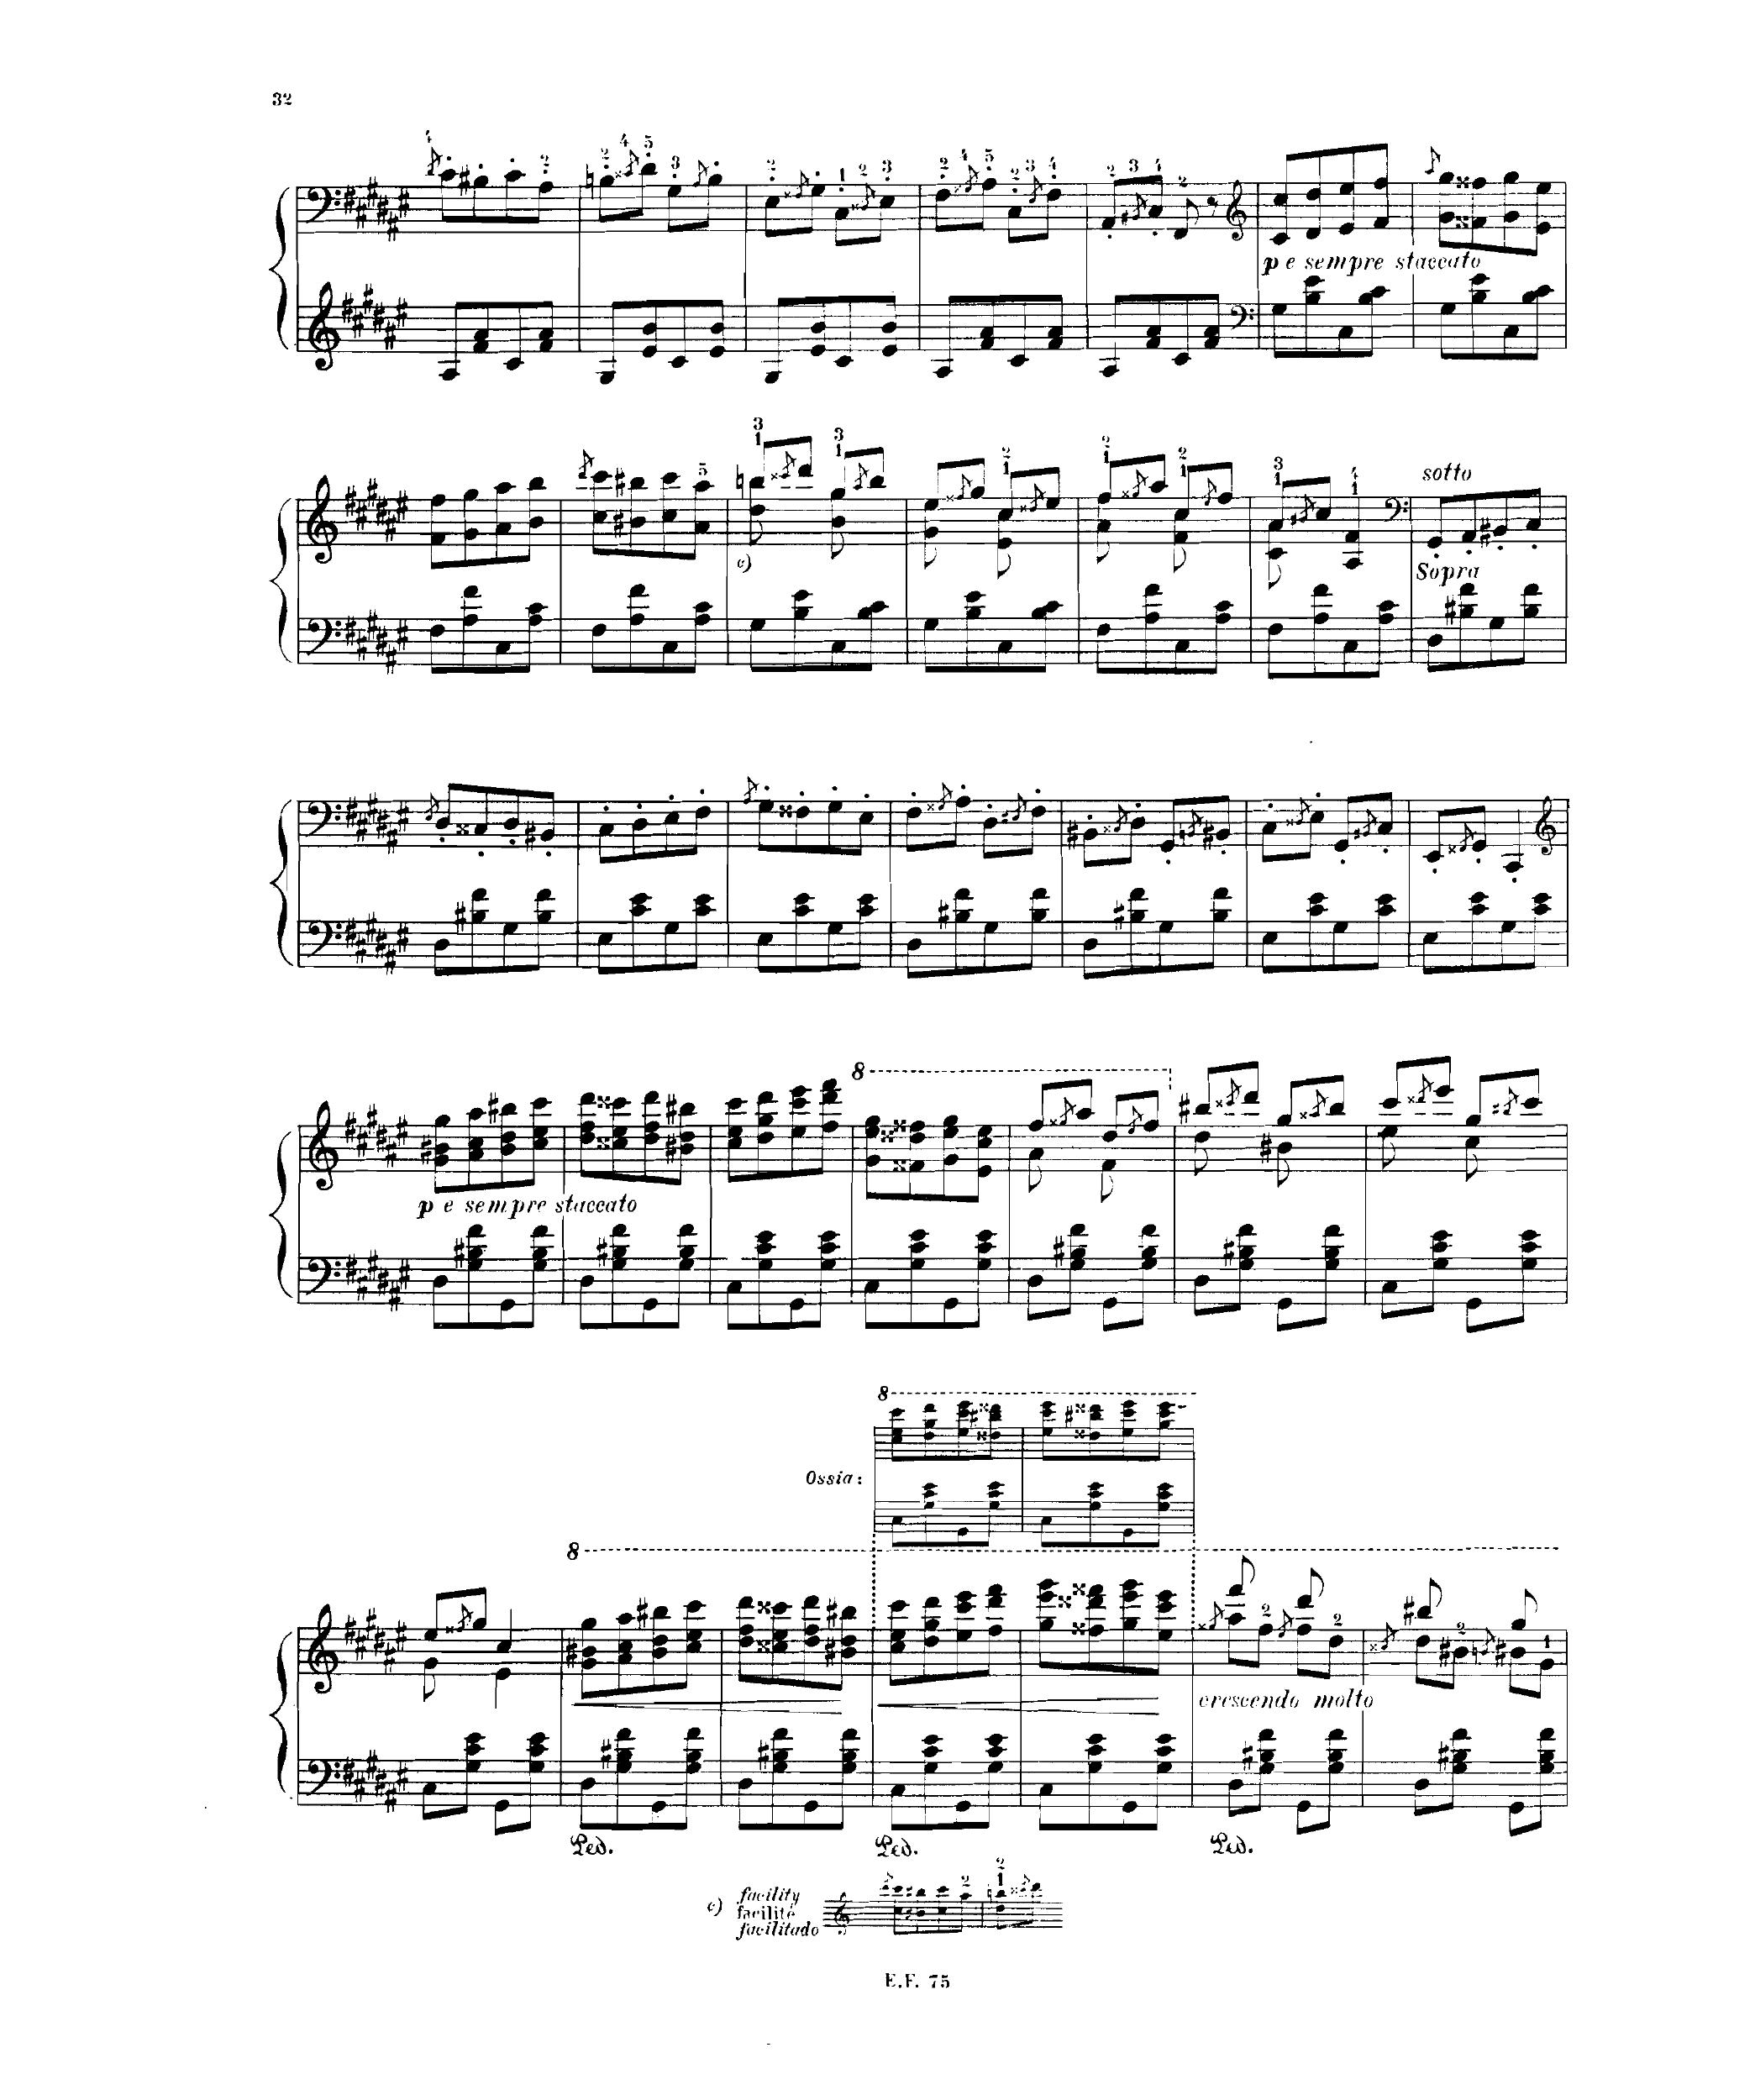 32
p e sempre staccato
c)
sotto
Sopra
p e sempre staccato
8
8
Ossia:
8
crescendo molto
Ped. Ped. Ped.
c) facility
facilité
facilitado
E.F. 75